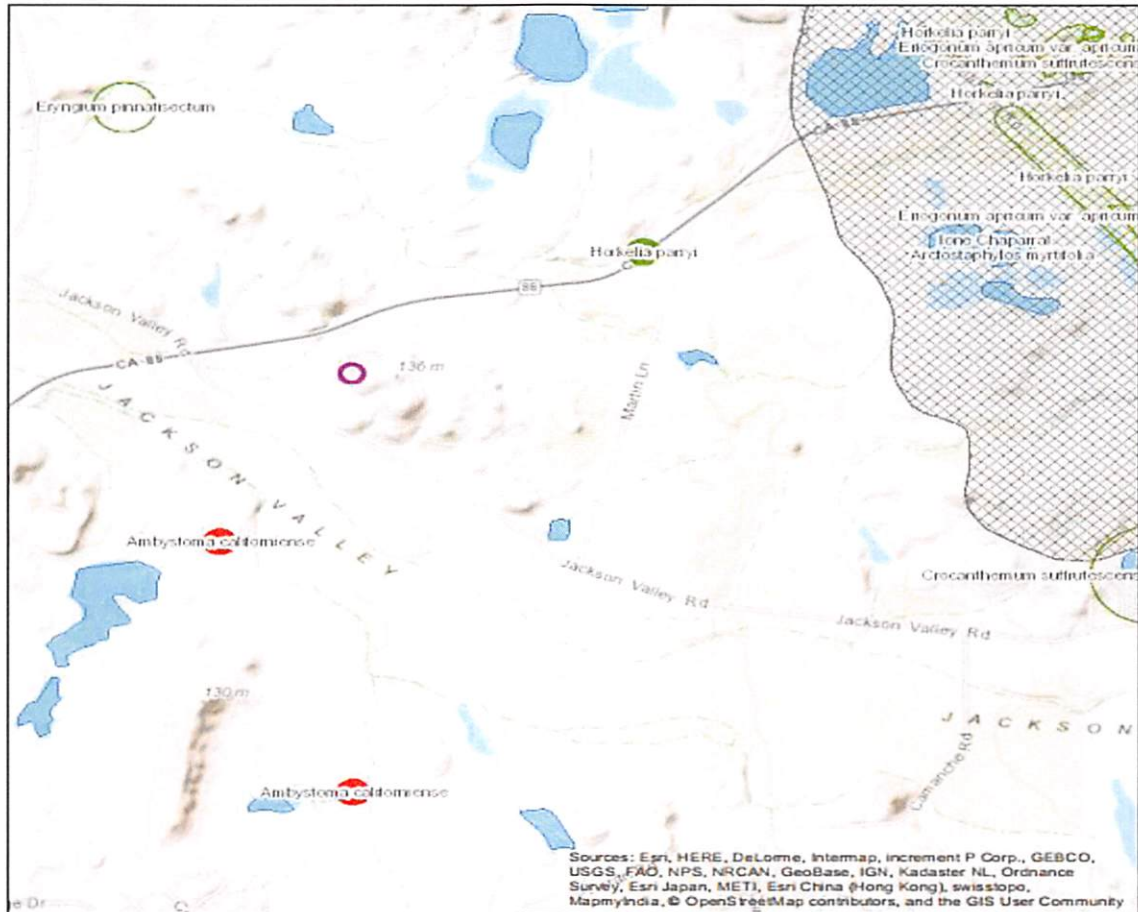 Horkelia parryi
Eriogonum apricum var. apricum
Crocanthemum suffrutescens
Eryngium pinnatisectum
Horkelia parryi
CA-88
Horkelia parryi
Eriogonum apricum var. apricum
Ione Chaparral
Arctostaphylos myrtifolia
Horkelia parryi
88
Jackson Valley Rd
CA-88
136 m
Martin Ln
JACKSON VALLEY
Ambystoma californiense
Jackson Valley Rd
Crocanthemum suffrutescens
Jackson Valley Rd
130 m
JACKSON
Camanche Rd
Ambystoma californiense
Sources: Esri, HERE, DeLorme, Intermap, increment P Corp., GEBCO,
USGS, FAO, NPS, NRCAN, GeoBase, IGN, Kadaster NL, Ordnance
Survey, Esri Japan, METI, Esri China (Hong Kong), swisstopo,
MapmyIndia, © OpenStreetMap contributors, and the GIS User Community
e Dr